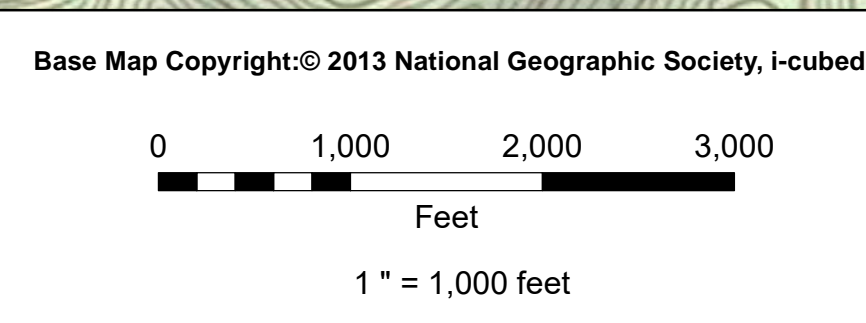 Base Map Copyright:© 2013 National Geographic Society, i-cubed
0 1,000 2,000 3,000
Feet
1 " = 1,000 feet